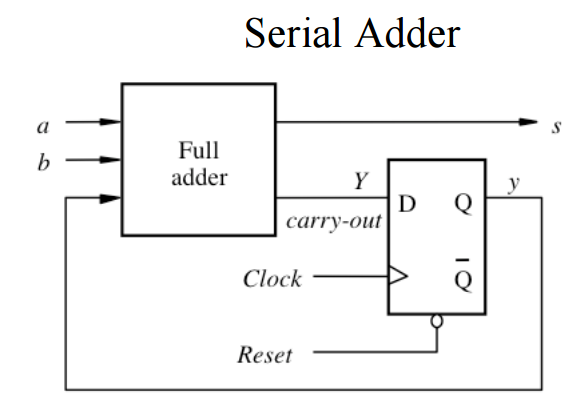 Serial Adder
a
b
Full
adder
s
Y
carry-out
D
Q
y
Clock
Q̅
Reset